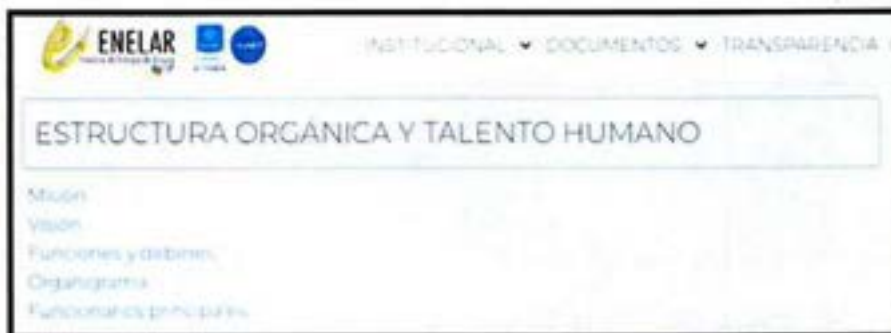 ENELAR
INSTITUCIONAL DOCUMENTOS TRANSPARENCIA
ESTRUCTURA ORGÁNICA Y TALENTO HUMANO
Misión
Visión
Funciones y deberes
Organigrama
Funcionarios principales